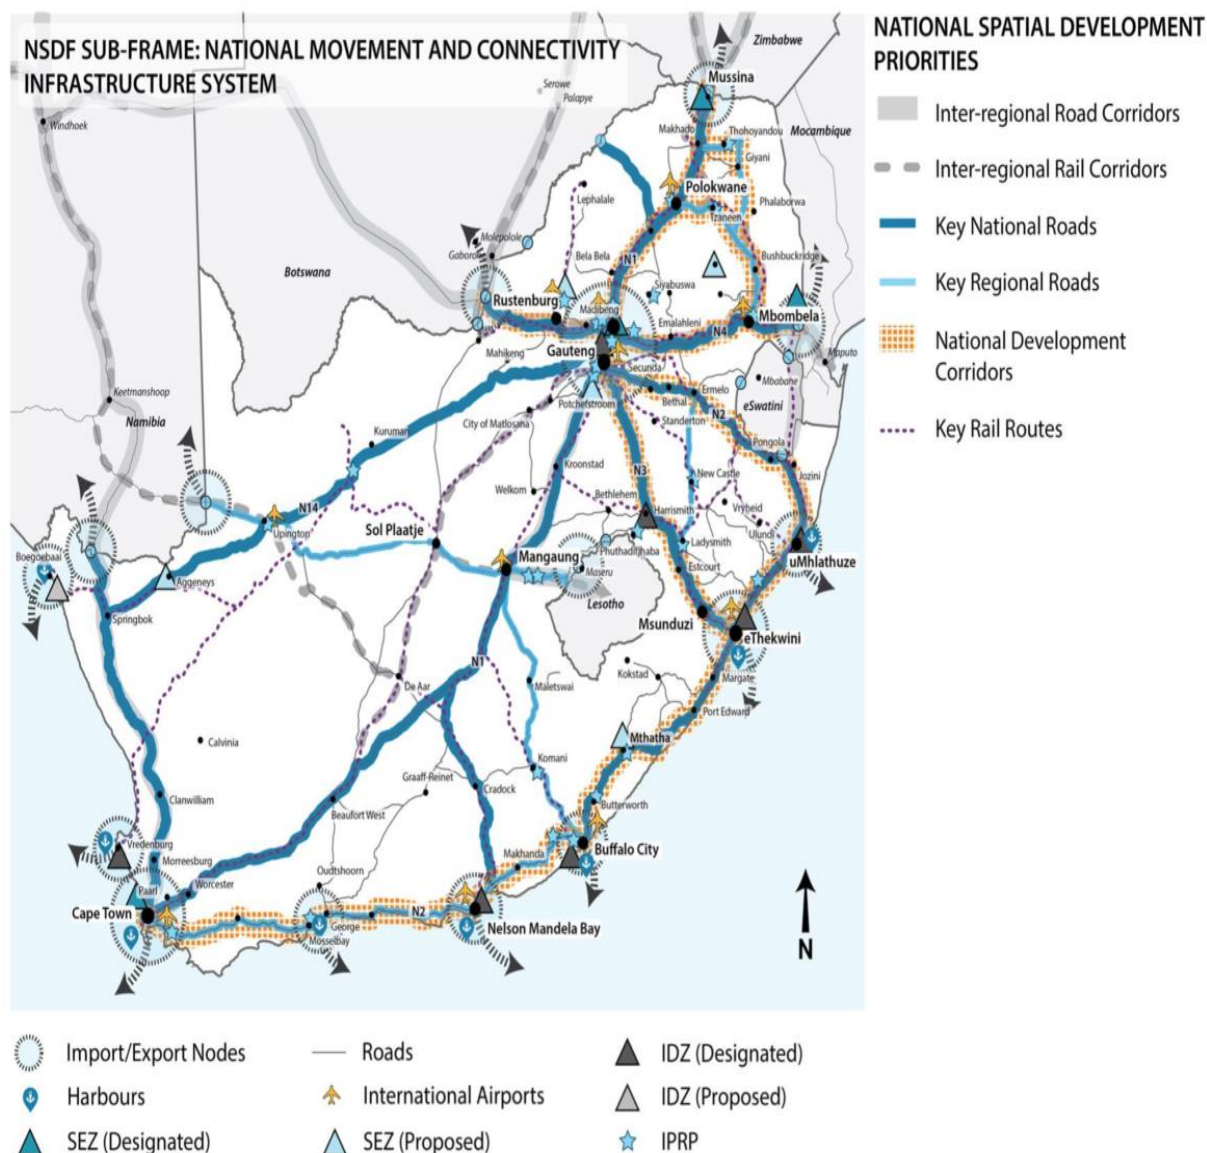 NSDF SUB-FRAME: NATIONAL MOVEMENT AND CONNECTIVITY
INFRASTRUCTURE SYSTEM
NATIONAL SPATIAL DEVELOPMENT
PRIORITIES
Inter-regional Road Corridors
Inter-regional Rail Corridors
Key National Roads
Key Regional Roads
National Development
Corridors
Key Rail Routes
Zimbabwe
Mussina
Serowe
Palapye
Windhoek
Makhado
Thohoyandou
Mocambique
Giyani
Polokwane
Lephalale
Phalaborwa
Tzaneen
Molepolole
Gaboro
Botswana
Bela Bela
N1
Bushbuckridge
Siyabuswa
Rustenburg
Madibeng
Emalahleni
N4
Mbombela
Gauteng
Mahikeng
Secunda
Maputo
Mbabane
Keetmanshoop
Namibia
Potchefstroom
Bethal
Ermelo
N2
eSwatini
City of Matlosana
Standerton
Kuruman
Pongola
Kroonstad
N3
New Castle
Jozini
Welkom
Bethlehem
Vryheid
N14
Harrismith
Upington
Sol Plaatje
Ulundi
Mangaung
Phuthaditjhaba
Ladysmith
uMhlathuze
Boegoebaai
Maseru
Estcourt
Aggeneys
Lesotho
Springbok
Msunduzi
eThekwini
N1
Kokstad
Margate
De Aar
Maletswai
Port Edward
Calvinia
Mthatha
Komani
Graaff-Reinet
Cradock
Clanwilliam
Butterworth
Beaufort West
Vredenburg
Morreesburg
Makhanda
Buffalo City
Oudtshoorn
Worcester
Paarl
Cape Town
N2
George
Mosselbay
Nelson Mandela Bay
N
Import/Export Nodes
Roads
IDZ (Designated)
Harbours
International Airports
IDZ (Proposed)
SEZ (Designated)
SEZ (Proposed)
IPRP